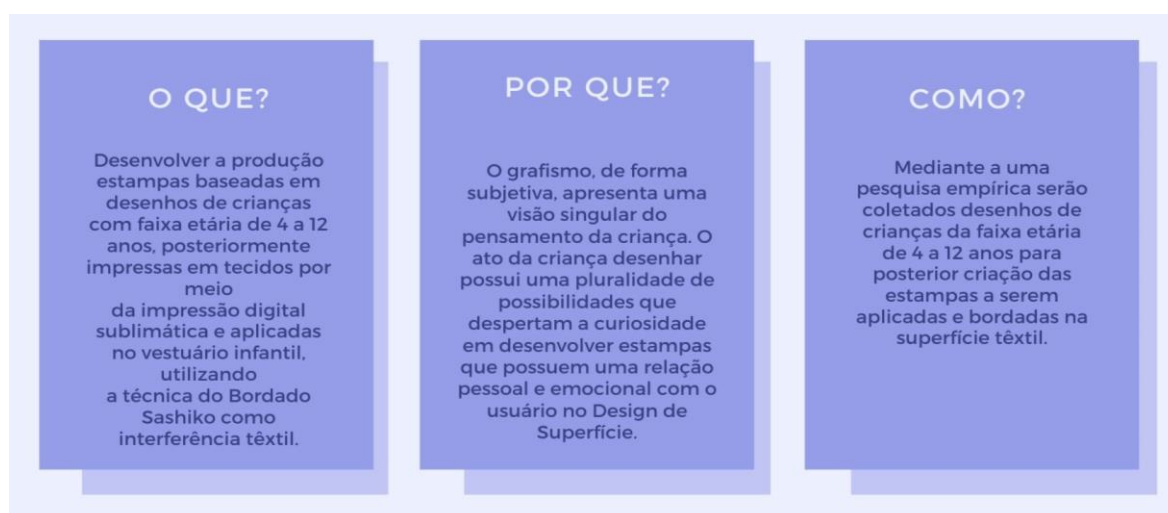 O QUE?
Desenvolver a produção
estampas baseadas em
desenhos de crianças
com faixa etária de 4 a 12
anos, posteriormente
impressas em tecidos por
meio
da impressão digital
sublimática e aplicadas
no vestuário infantil,
utilizando
a técnica do Bordado
Sashiko como
interferência têxtil.
POR QUE?
O grafismo, de forma
subjetiva, apresenta uma
visão singular do
pensamento da criança. O
ato da criança desenhar
possui uma pluralidade de
possibilidades que
despertam a curiosidade
em desenvolver estampas
que possuem uma relação
pessoal e emocional com o
usuário no Design de
Superfície.
COMO?
Mediante a uma
pesquisa empírica serão
coletados desenhos de
crianças da faixa etária
de 4 a 12 anos para
posterior criação das
estampas a serem
aplicadas e bordadas na
superfície têxtil.